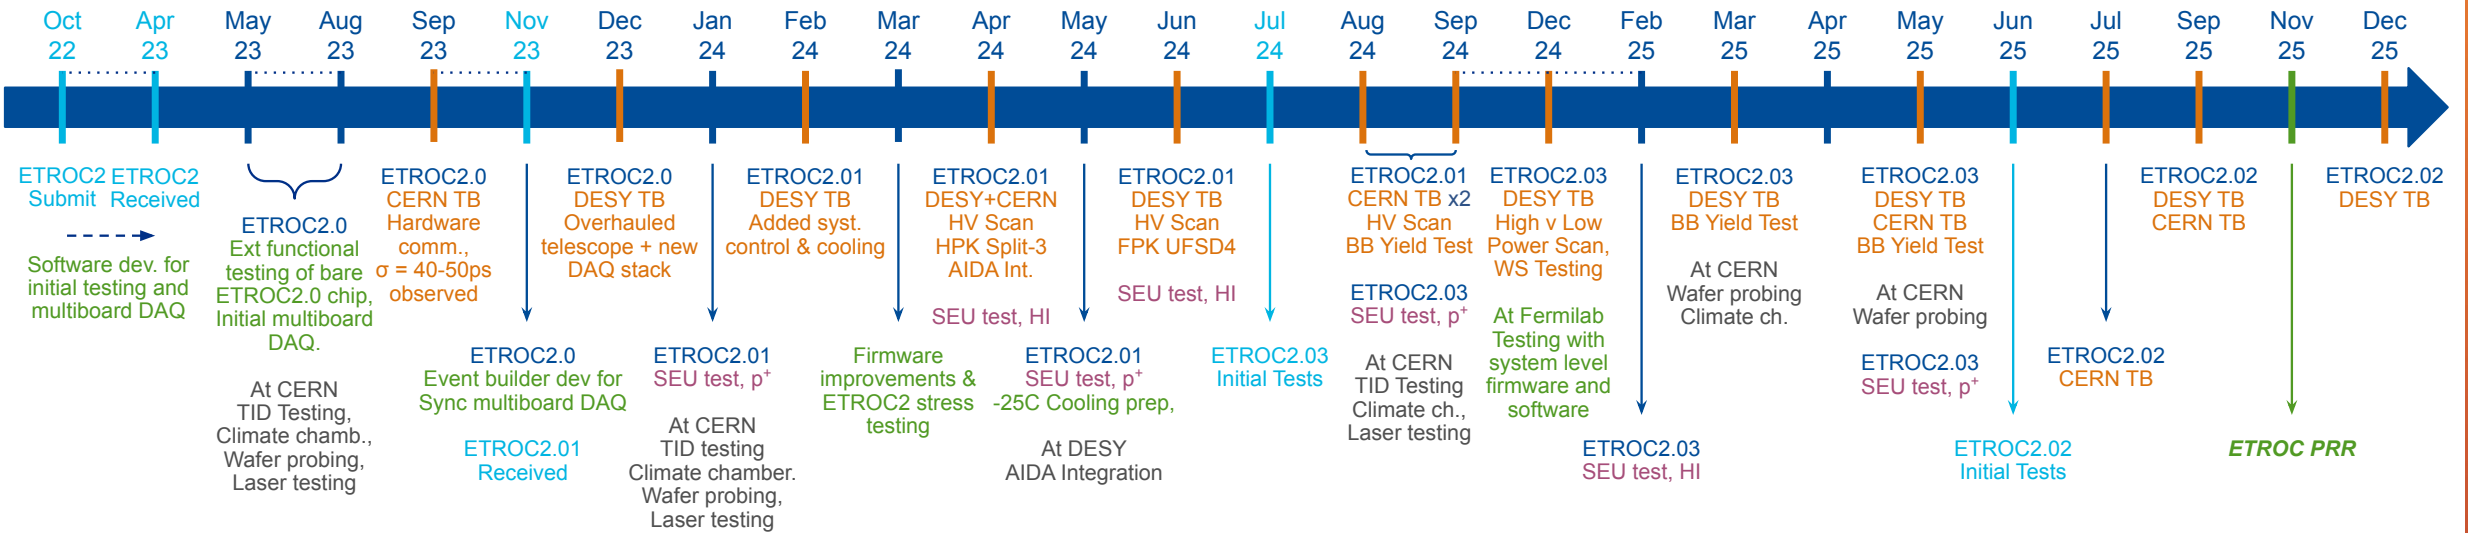 Oct
22
Apr
23
May
23
Aug
23
Sep
23
Nov
23
Dec
23
Jan
24
Feb
24
Mar
24
Apr
24
May
24
Jun
24
Jul
24
Aug
24
Sep
24
Dec
24
Feb
25
Mar
25
Apr
25
May
25
Jun
25
Jul
25
Sep
25
Nov
25
Dec
25
ETROC2
Submit
ETROC2
Received
Software dev. for
initial testing and
multiboard DAQ
ETROC2.0
Ext functional
testing of bare
ETROC2.0 chip,
Initial multiboard
DAQ.
At CERN
TID Testing,
Climate chamb.,
Wafer probing,
Laser testing
ETROC2.0
CERN TB
Hardware
comm.,
σ = 40-50ps
observed
ETROC2.0
Event builder dev for
Sync multiboard DAQ
ETROC2.01
Received
ETROC2.0
DESY TB
Overhauled
telescope + new
DAQ stack
ETROC2.01
SEU test, p⁺
At CERN
TID testing
Climate chamber.
Wafer probing,
Laser testing
ETROC2.01
DESY TB
Added syst.
control & cooling
Firmware
improvements &
ETROC2 stress
testing
ETROC2.01
DESY+CERN
HV Scan
HPK Split-3
AIDA Int.
SEU test, HI
ETROC2.01
SEU test, p⁺
-25C Cooling prep,
At DESY
AIDA Integration
ETROC2.01
DESY TB
HV Scan
FPK UFSD4
SEU test, HI
ETROC2.03
Initial Tests
ETROC2.01
CERN TB x2
HV Scan
BB Yield Test
ETROC2.03
SEU test, p⁺
At CERN
TID Testing
Climate ch.,
Laser testing
ETROC2.03
DESY TB
High v Low
Power Scan,
WS Testing
At Fermilab
Testing with
system level
firmware and
software
ETROC2.03
SEU test, HI
ETROC2.03
DESY TB
BB Yield Test
At CERN
Wafer probing
Climate ch.
ETROC2.03
DESY TB
CERN TB
BB Yield Test
At CERN
Wafer probing
ETROC2.03
SEU test, p⁺
ETROC2.02
Initial Tests
ETROC2.02
CERN TB
ETROC2.02
DESY TB
CERN TB
ETROC PRR
ETROC2.02
DESY TB